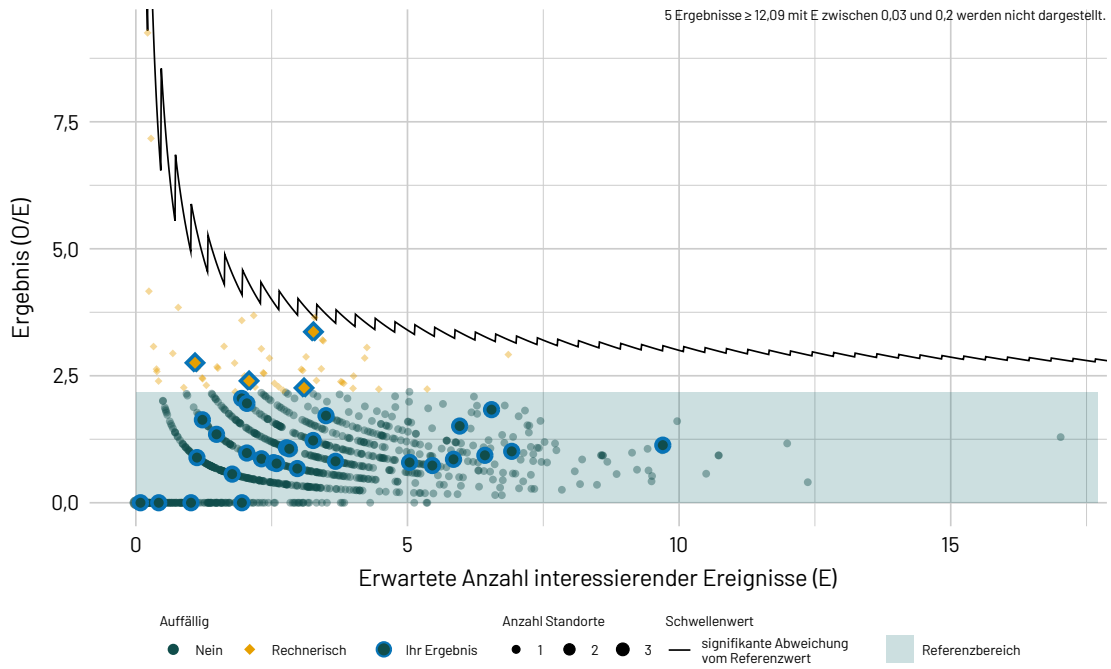 5 Ergebnisse ≥ 12,09 mit E zwischen 0,03 und 0,2 werden nicht dargestellt.
Ergebnis (O/E)
7,5
5,0
2,5
0,0
0
5
10
15
Erwartete Anzahl interessierender Ereignisse (E)
Auffällig
Nein
Rechnerisch
Ihr Ergebnis
Anzahl Standorte
1
2
3
Schwellenwert
signifikante Abweichung
vom Referenzwert
Referenzbereich